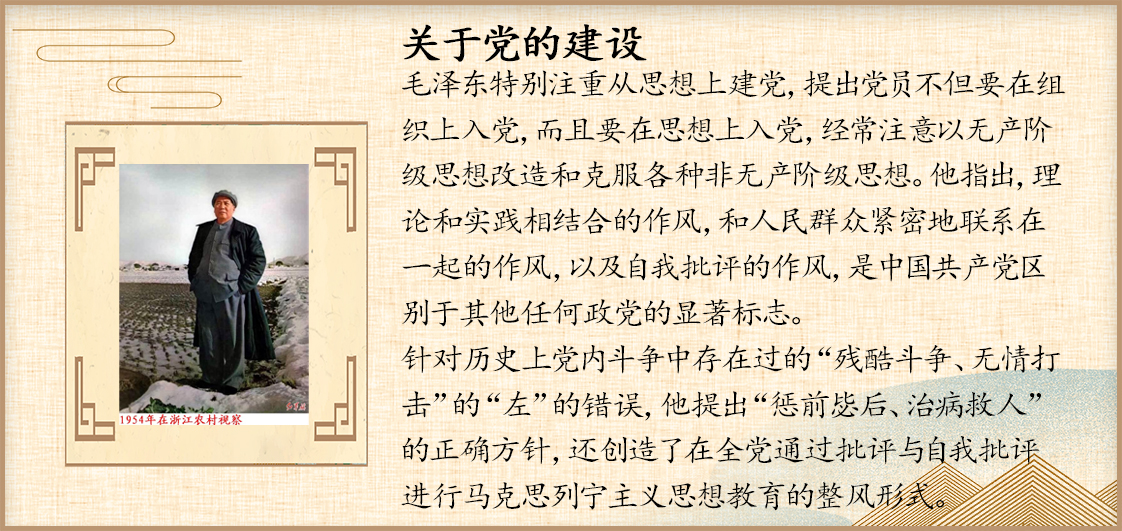 关于党的建设
毛泽东特别注重从思想上建党，提出党员不但要在组
织上入党，而且要在思想上入党，经常注意以无产阶
级思想改造和克服各种非无产阶级思想。他指出，理
论和实践相结合的作风，和人民群众紧密地联系在
一起的作风，以及自我批评的作风，是中国共产党区
别于其他任何政党的显著标志。
针对历史上党内斗争中存在过的“残酷斗争、无情打
击”的“左”的错误，他提出“惩前毖后、治病救人”
的正确方针，还创造了在全党通过批评与自我批评
进行马克思列宁主义思想教育的整风形式。
1954年在浙江农村视察